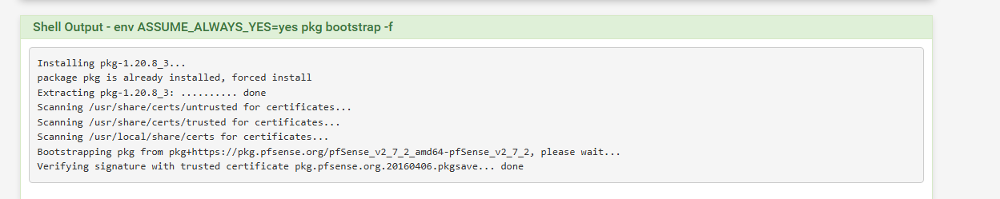 Shell Output - env ASSUME_ALWAYS_YES=yes pkg bootstrap -f
Installing pkg-1.20.8_3...
package pkg is already installed, forced install
Extracting pkg-1.20.8_3: .......... done
Scanning /usr/share/certs/untrusted for certificates...
Scanning /usr/share/certs/trusted for certificates...
Scanning /usr/local/share/certs for certificates...
Bootstrapping pkg from pkg+https://pkg.pfsense.org/pfSense_v2_7_2_amd64-pfSense_v2_7_2, please wait...
Verifying signature with trusted certificate pkg.pfsense.org.20160406.pkgsave... done